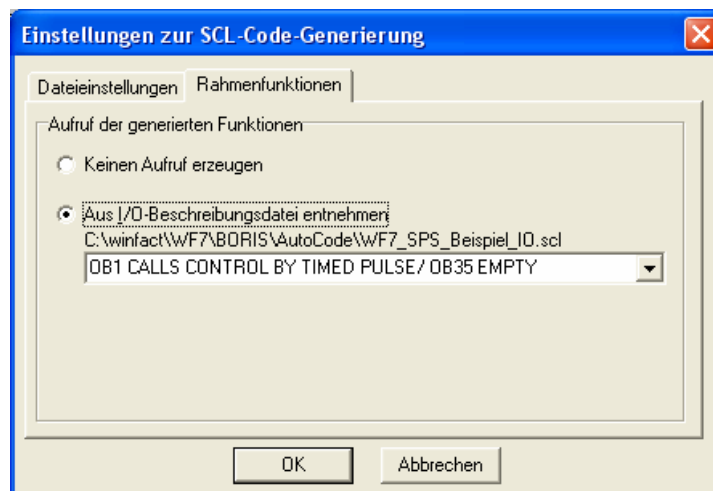 Einstellungen zur SCL-Code-Generierung
Dateieinstellungen Rahmenfunktionen
Aufruf der generierten Funktionen
Keinen Aufruf erzeugen
Aus I/O-Beschreibungsdatei entnehmen
C:\winfact\WF7\BORIS\AutoCode\WF7_SPS_Beispiel_IO.scl
OB1 CALLS CONTROL BY TIMED PULSE/ OB35 EMPTY
OK Abbrechen